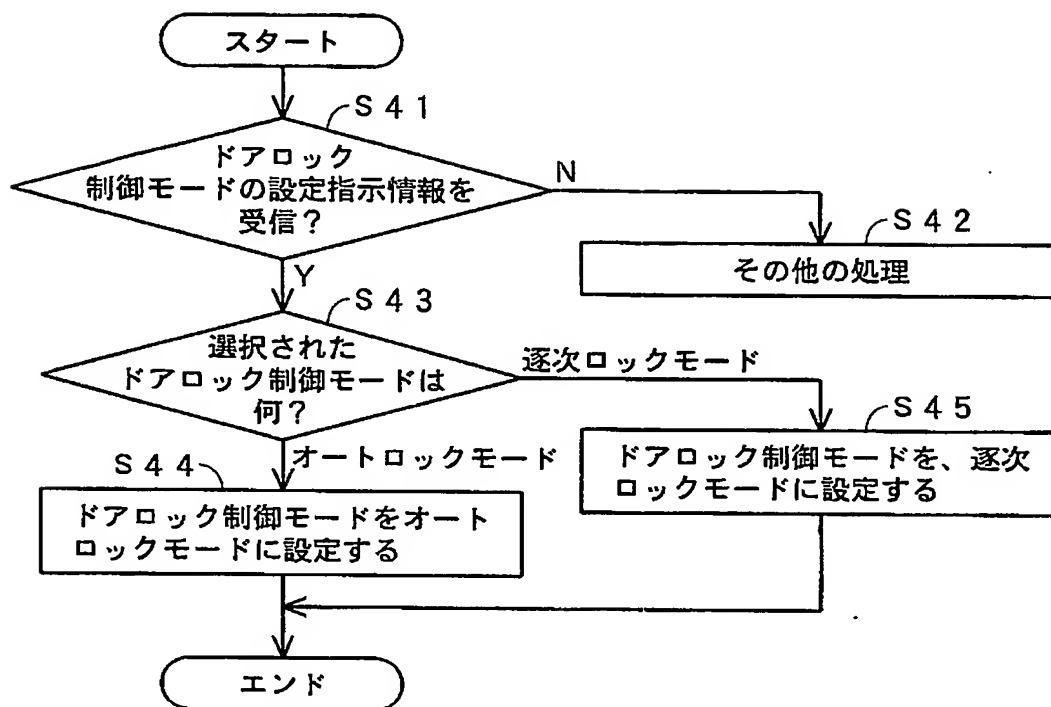 スタート
S41
ドアロック
制御モードの設定指示情報を
受信？
N
S42
その他の処理
Y
S43
選択された
ドアロック制御モードは
何？
逐次ロックモード
S45
ドアロック制御モードを、逐次
ロックモードに設定する
オートロックモード
S44
ドアロック制御モードをオート
ロックモードに設定する
エンド